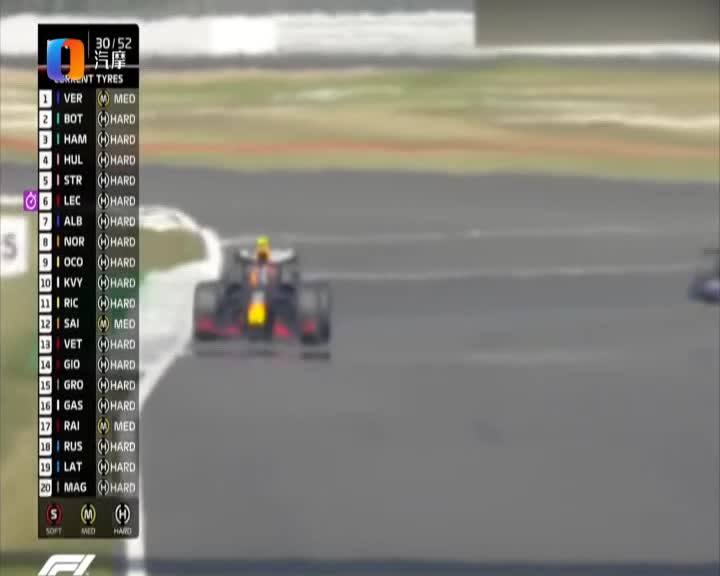 30/52
汽摩
CURRENT TYRES
1 VER M MED
2 BOT H HARD
3 HAM H HARD
4 HUL H HARD
5 STR H HARD
6 LEC H HARD
7 ALB H HARD
8 NOR H HARD
9 OCO H HARD
10 KVY H HARD
11 RIC H HARD
12 SAI M MED
13 VET H HARD
14 GIO H HARD
15 GRO H HARD
16 GAS H HARD
17 RAI M MED
18 RUS H HARD
19 LAT H HARD
20 MAG H HARD
S M H
SOFT MED HARD
F1
S